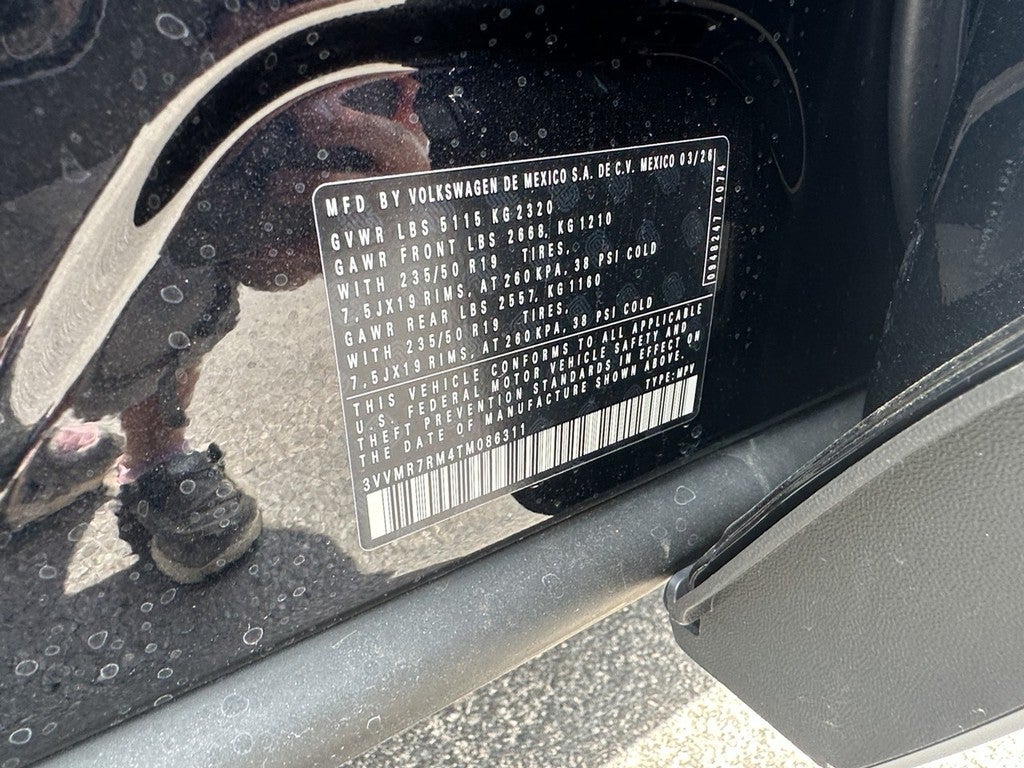 MFD. BY VOLKSWAGEN DE MEXICO S.A. DE C.V. MEXICO 03/26
GVWR LBS 5115 KG 2320
GAWR FRONT LBS 2668, KG 1210
WITH 235/50 R19 TIRES,
7,5JX19 RIMS, AT 260KPA, 38 PSI COLD
GAWR REAR LBS 2557, KG 1160
WITH 235/50 R19 TIRES,
7,5JX19 RIMS, AT 260KPA, 38 PSI COLD
THIS VEHICLE CONFORMS TO ALL APPLICABLE
U.S. FEDERAL MOTOR VEHICLE SAFETY AND
THEFT PREVENTION STANDARDS IN EFFECT ON
THE DATE OF MANUFACTURE SHOWN ABOVE.
TYPE: MPV
3VVMR7RM4TM086311
4074